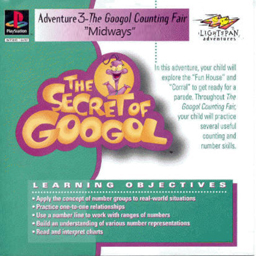 Adventure 3-The Googol Counting Fair
"Midways"
PlayStation
LIGHTSPAN
adventures
In this adventure, your child will
explore the "Fun House" and
"Corral" to get ready for a
parade. Throughout The
Googol Counting Fair,
your child will practice
several useful
counting and
number skills.
THE
SECRET OF
GOOGOL
LEARNING OBJECTIVES
• Apply the concept of number groups to real-world situations.
• Practice one-to-one relationships
• Use a number line to work with ranges of numbers
• Build an understanding of various number representations
• Read and interpret charts